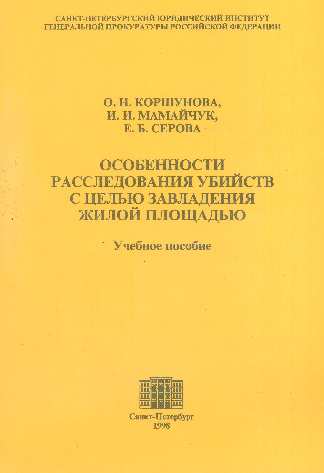 САНКТ-ПЕТЕРБУРГСКИЙ ЮРИДИЧЕСКИЙ ИНСТИТУТ
ГЕНЕРАЛЬНОЙ ПРОКУРАТУРЫ РОССИЙСКОЙ ФЕДЕРАЦИИ
О. Н. КОРШУНОВА,
И. И. МАМАЙЧУК,
Е. Б. СЕРОВА
ОСОБЕННОСТИ
РАССЛЕДОВАНИЯ УБИЙСТВ
С ЦЕЛЬЮ ЗАВЛАДЕНИЯ
ЖИЛОЙ ПЛОЩАДЬЮ
Учебное пособие
Санкт-Петербург
1998